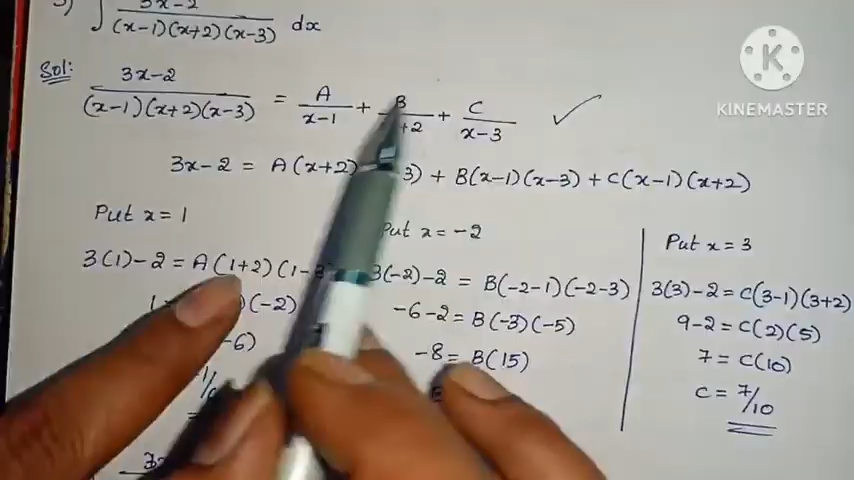 3) ∫ 3x-2 / (x-1)(x+2)(x-3) dx
Sol: 3x-2 / (x-1)(x+2)(x-3) = A / x-1 + B / +2 + C / x-3 ✓
KINEMASTER
3x-2 = A(x+2) 3) + B(x-1)(x-3) + C(x-1)(x+2)
Put x = 1
3(1)-2 = A(1+2)(1-3
1 )(-2)
-6)
Put x = -2
3(-2)-2 = B(-2-1)(-2-3)
-6-2 = B(-3)(-5)
-8 = B(15)
Put x = 3
3(3)-2 = C(3-1)(3+2)
9-2 = C(2)(5)
7 = C(10)
C = 7/10